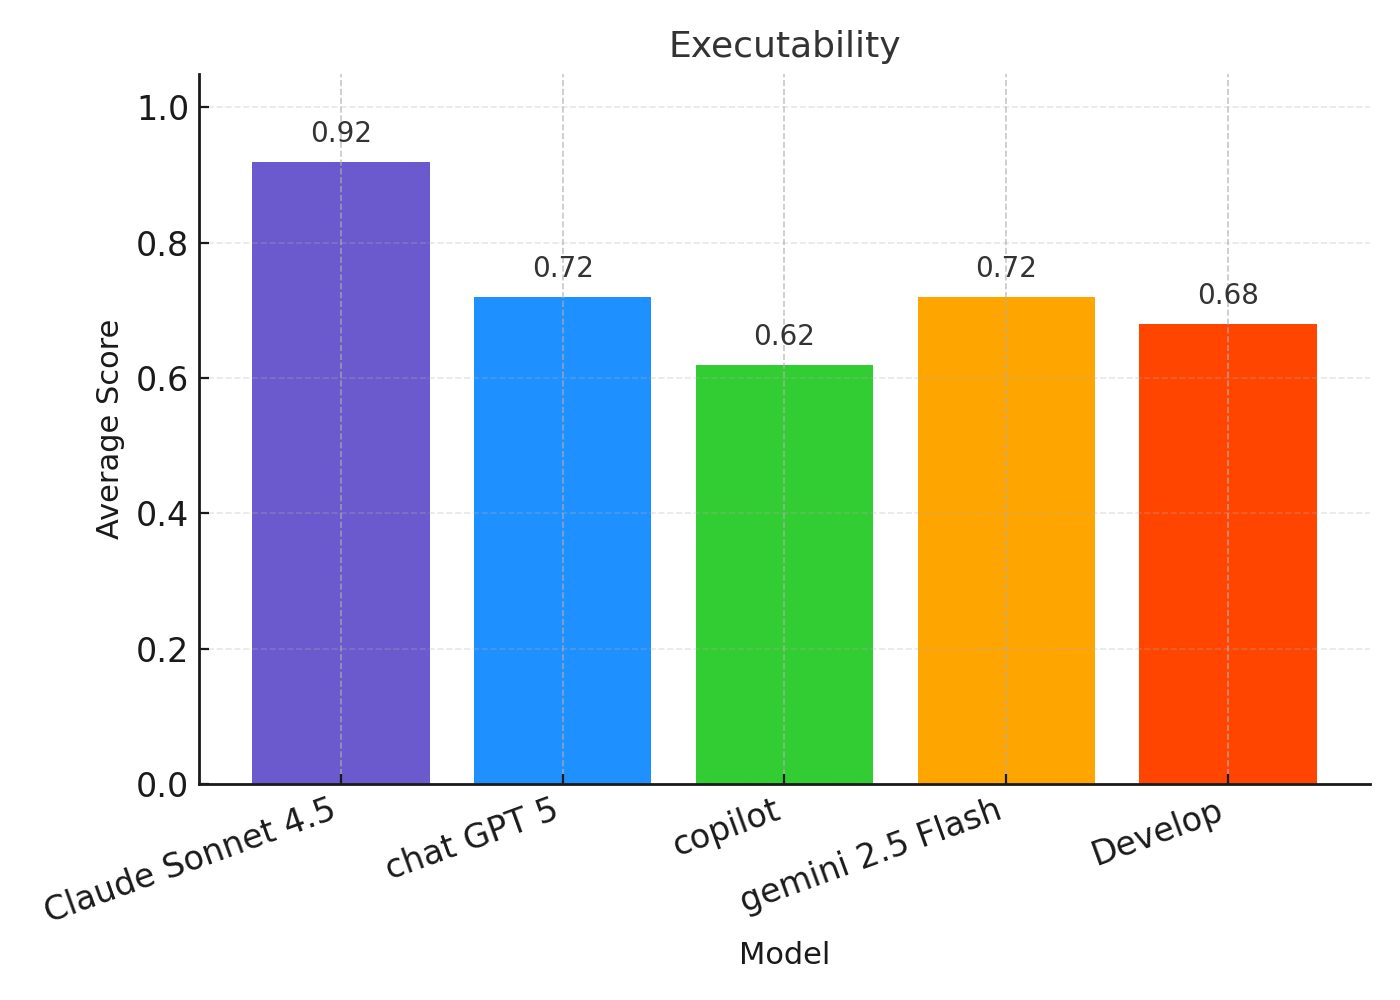 Executability
1.0
0.8
0.6
0.4
0.2
0.0
Average Score
0.92
0.72
0.62
0.72
0.68
Claude Sonnet 4.5
chat GPT 5
copilot
gemini 2.5 Flash
Develop
Model